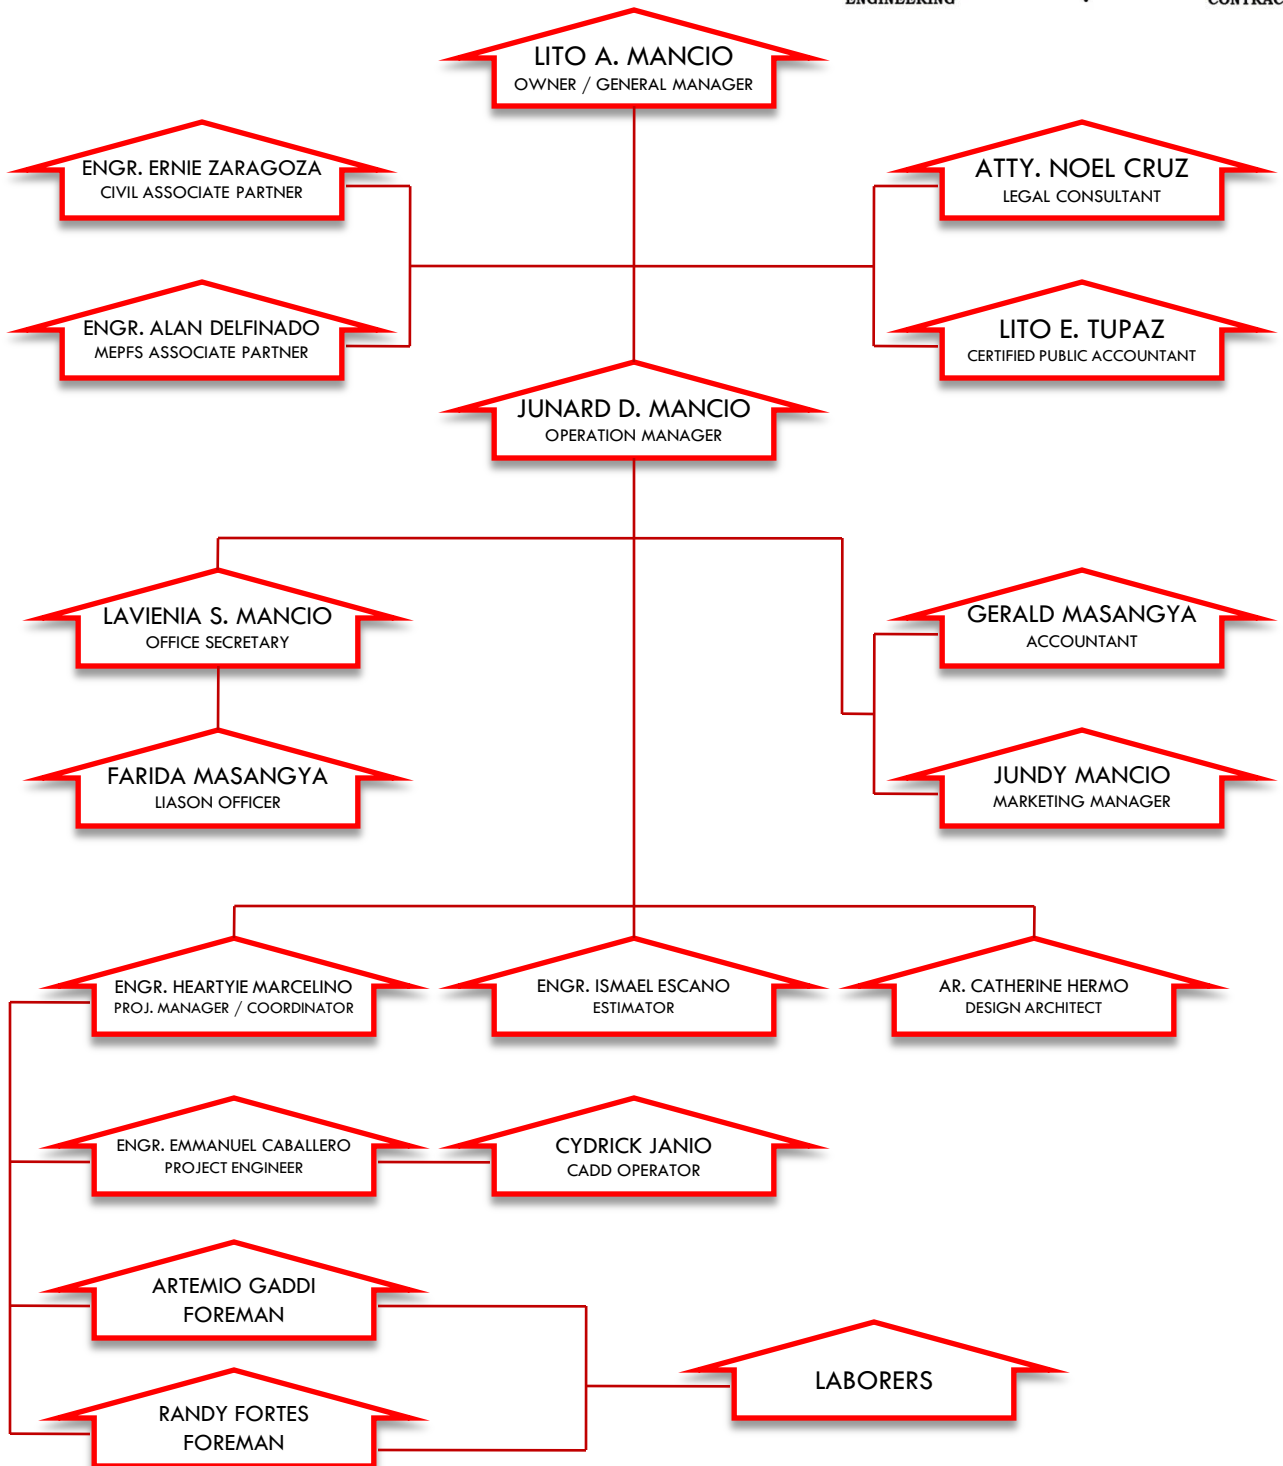 LITO A. MANCIO
OWNER / GENERAL MANAGER
ENGR. ERNIE ZARAGOZA
CIVIL ASSOCIATE PARTNER
ATTY. NOEL CRUZ
LEGAL CONSULTANT
ENGR. ALAN DELFINADO
MEPFS ASSOCIATE PARTNER
LITO E. TUPAZ
CERTIFIED PUBLIC ACCOUNTANT
JUNARD D. MANCIO
OPERATION MANAGER
LAVIENIA S. MANCIO
OFFICE SECRETARY
GERALD MASANGYA
ACCOUNTANT
FARIDA MASANGYA
LIASON OFFICER
JUNDY MANCIO
MARKETING MANAGER
ENGR. HEARTYIE MARCELINO
PROJ. MANAGER / COORDINATOR
ENGR. ISMAEL ESCANO
ESTIMATOR
AR. CATHERINE HERMO
DESIGN ARCHITECT
ENGR. EMMANUEL CABALLERO
PROJECT ENGINEER
CYDRICK JANIO
CADD OPERATOR
ARTEMIO GADDI
FOREMAN
RANDY FORTES
FOREMAN
LABORERS